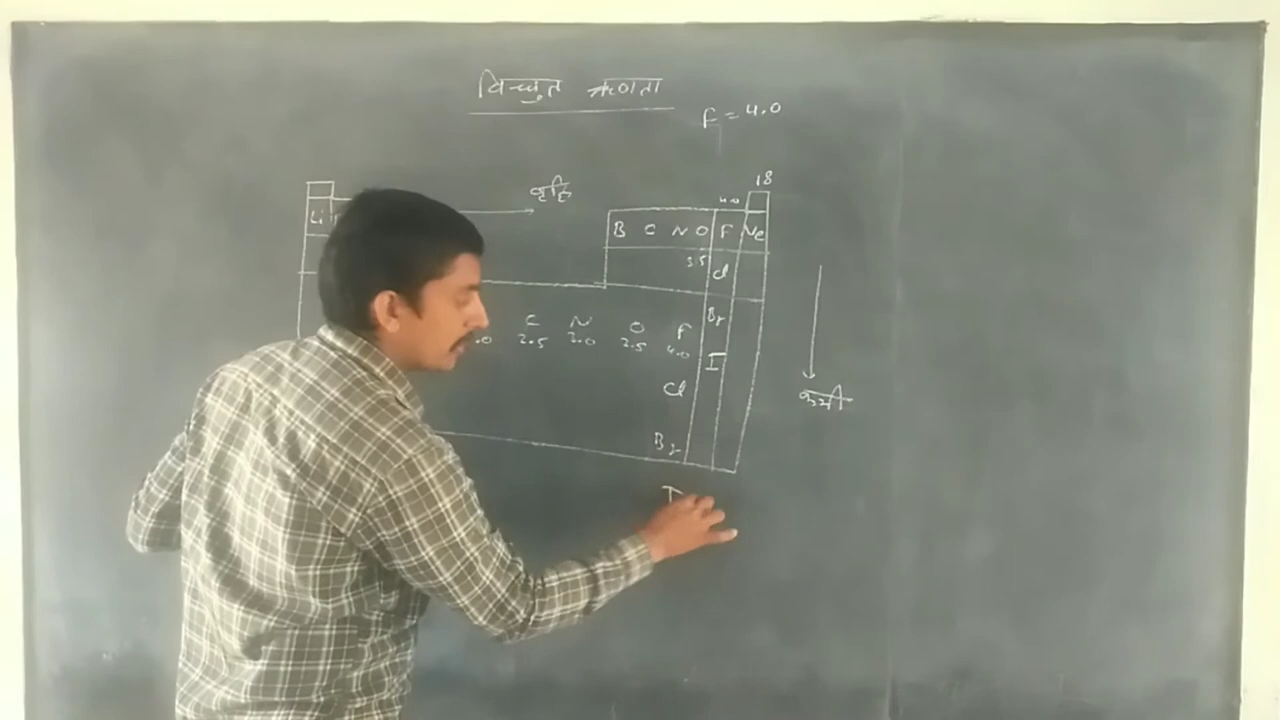 विद्युत ऋणता
F = 4.0
18
वृद्धि
4.0
Li
B C N O F Ne
3.5 Cl
Br
I
C N O F
2.5 3.0 3.5 4.0
Cl
Br
I
कमी